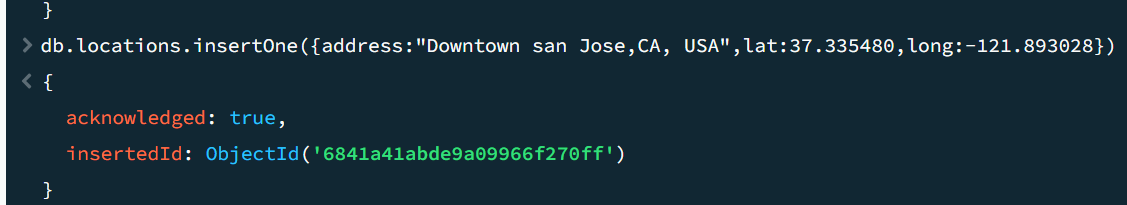 }
> db.locations.insertOne({address:"Downtown san Jose,CA, USA",lat:37.335480,long:-121.893028})
< {
acknowledged: true,
insertedId: ObjectId('6841a41abde9a09966f270ff')
}